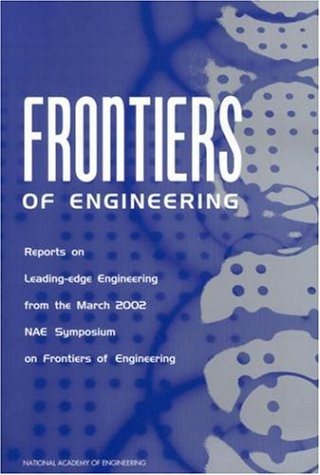 FRONTIERS
OF ENGINEERING
Reports on
Leading-edge Engineering
from the March 2002
NAE Symposium
on Frontiers of Engineering
NATIONAL ACADEMY OF ENGINEERING